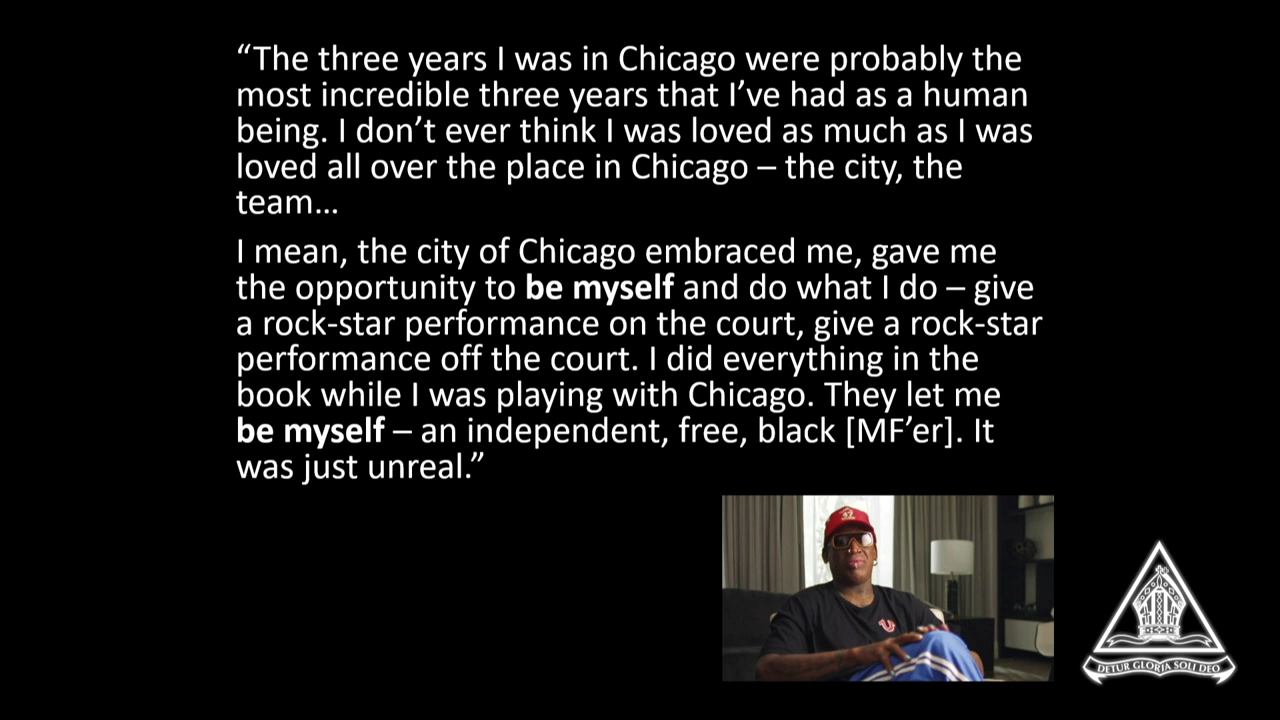 “The three years I was in Chicago were probably the
most incredible three years that I’ve had as a human
being. I don’t ever think I was loved as much as I was
loved all over the place in Chicago – the city, the
team…
I mean, the city of Chicago embraced me, gave me
the opportunity to be myself and do what I do – give
a rock-star performance on the court, give a rock-star
performance off the court. I did everything in the
book while I was playing with Chicago. They let me
be myself – an independent, free, black [MF’er]. It
was just unreal.”
DETUR GLORIA SOLI DEO